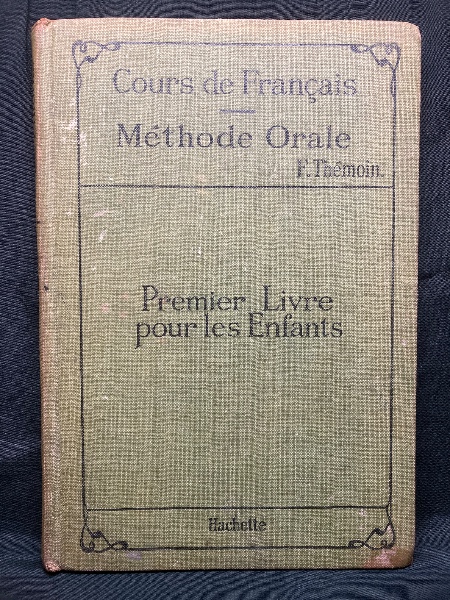 Cours de Français
Méthode Orale
F. Thémoin.
Premier Livre
pour les Enfants
Hachette